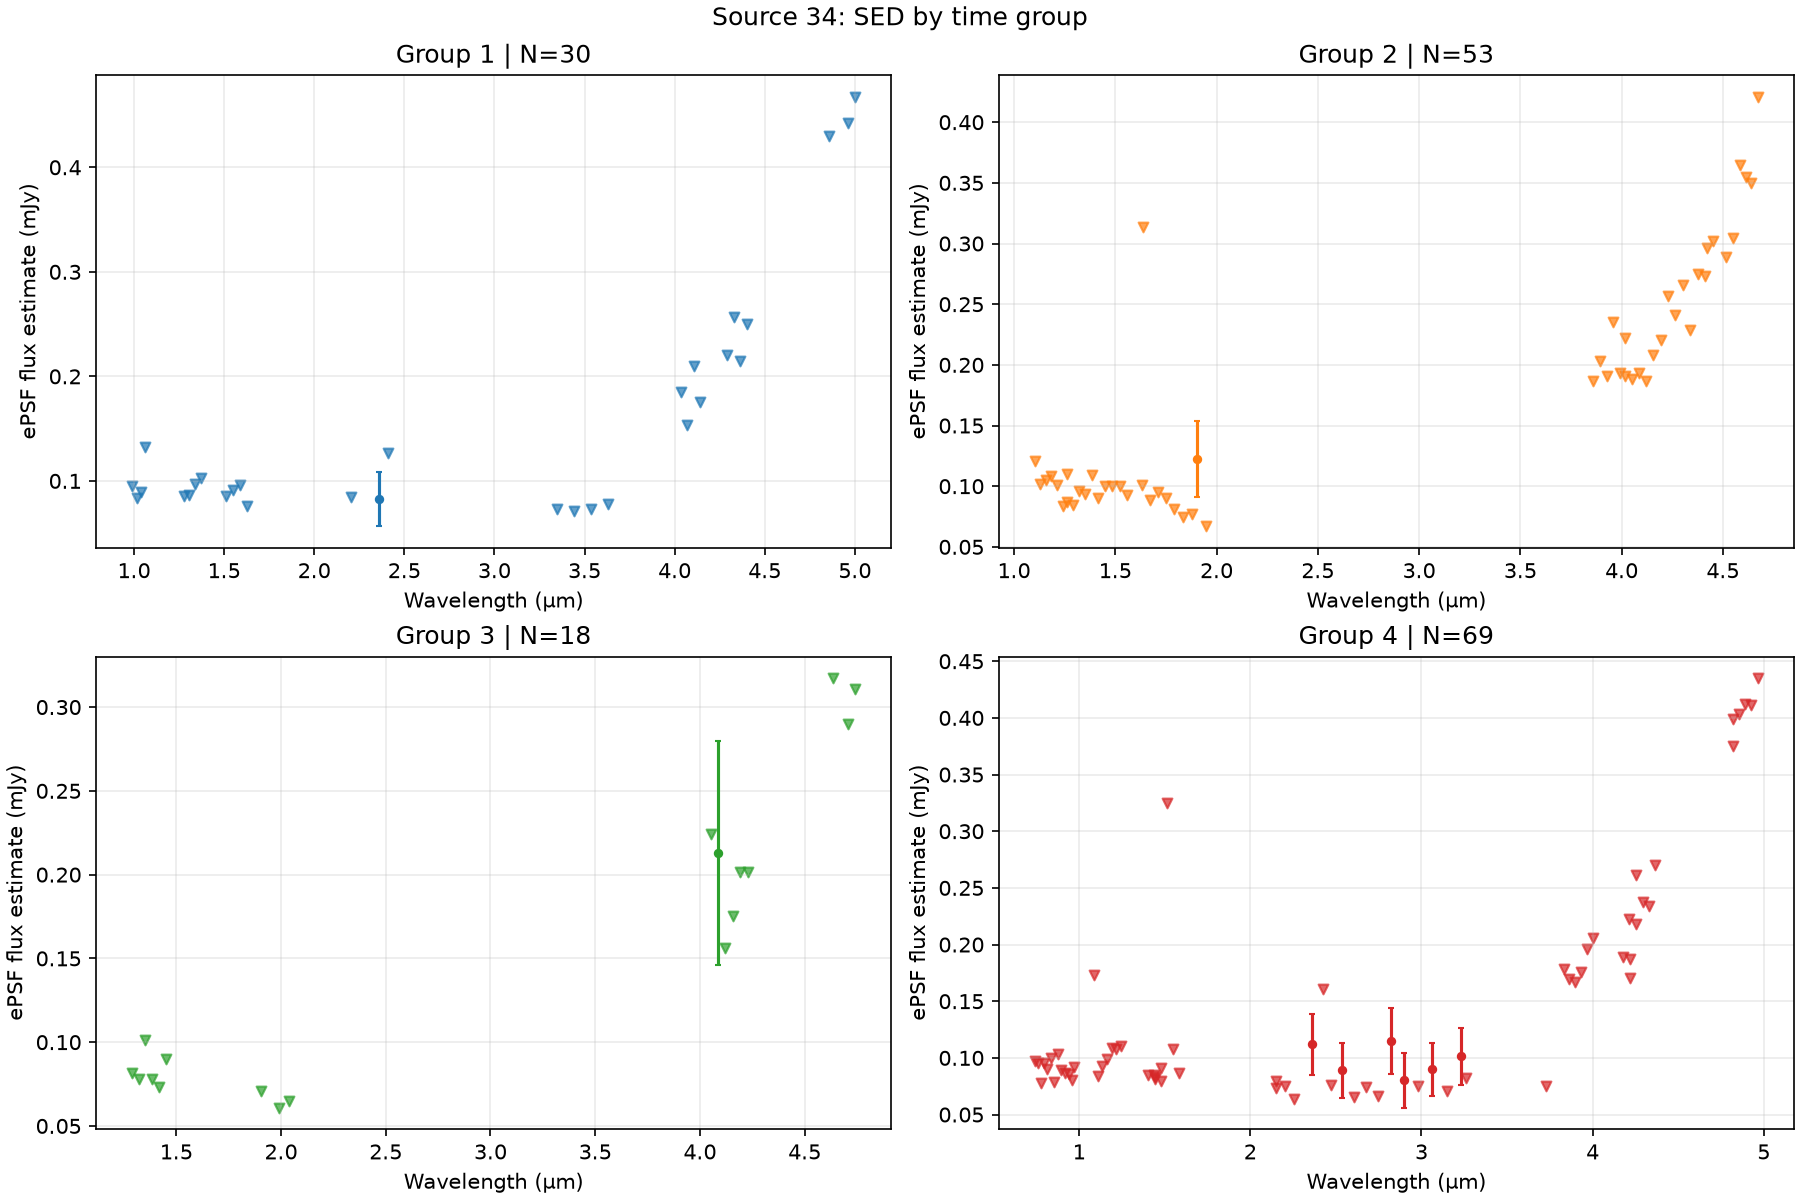 Source 34: SED by time group
Group 1 | N=30
ePSF flux estimate (mJy)
0.4
0.3
0.2
0.1
1.0 1.5 2.0 2.5 3.0 3.5 4.0 4.5 5.0
Wavelength (µm)
Group 2 | N=53
ePSF flux estimate (mJy)
0.40
0.35
0.30
0.25
0.20
0.15
0.10
0.05
1.0 1.5 2.0 2.5 3.0 3.5 4.0 4.5
Wavelength (µm)
Group 3 | N=18
ePSF flux estimate (mJy)
0.30
0.25
0.20
0.15
0.10
0.05
1.5 2.0 2.5 3.0 3.5 4.0 4.5
Wavelength (µm)
Group 4 | N=69
ePSF flux estimate (mJy)
0.45
0.40
0.35
0.30
0.25
0.20
0.15
0.10
0.05
1 2 3 4 5
Wavelength (µm)